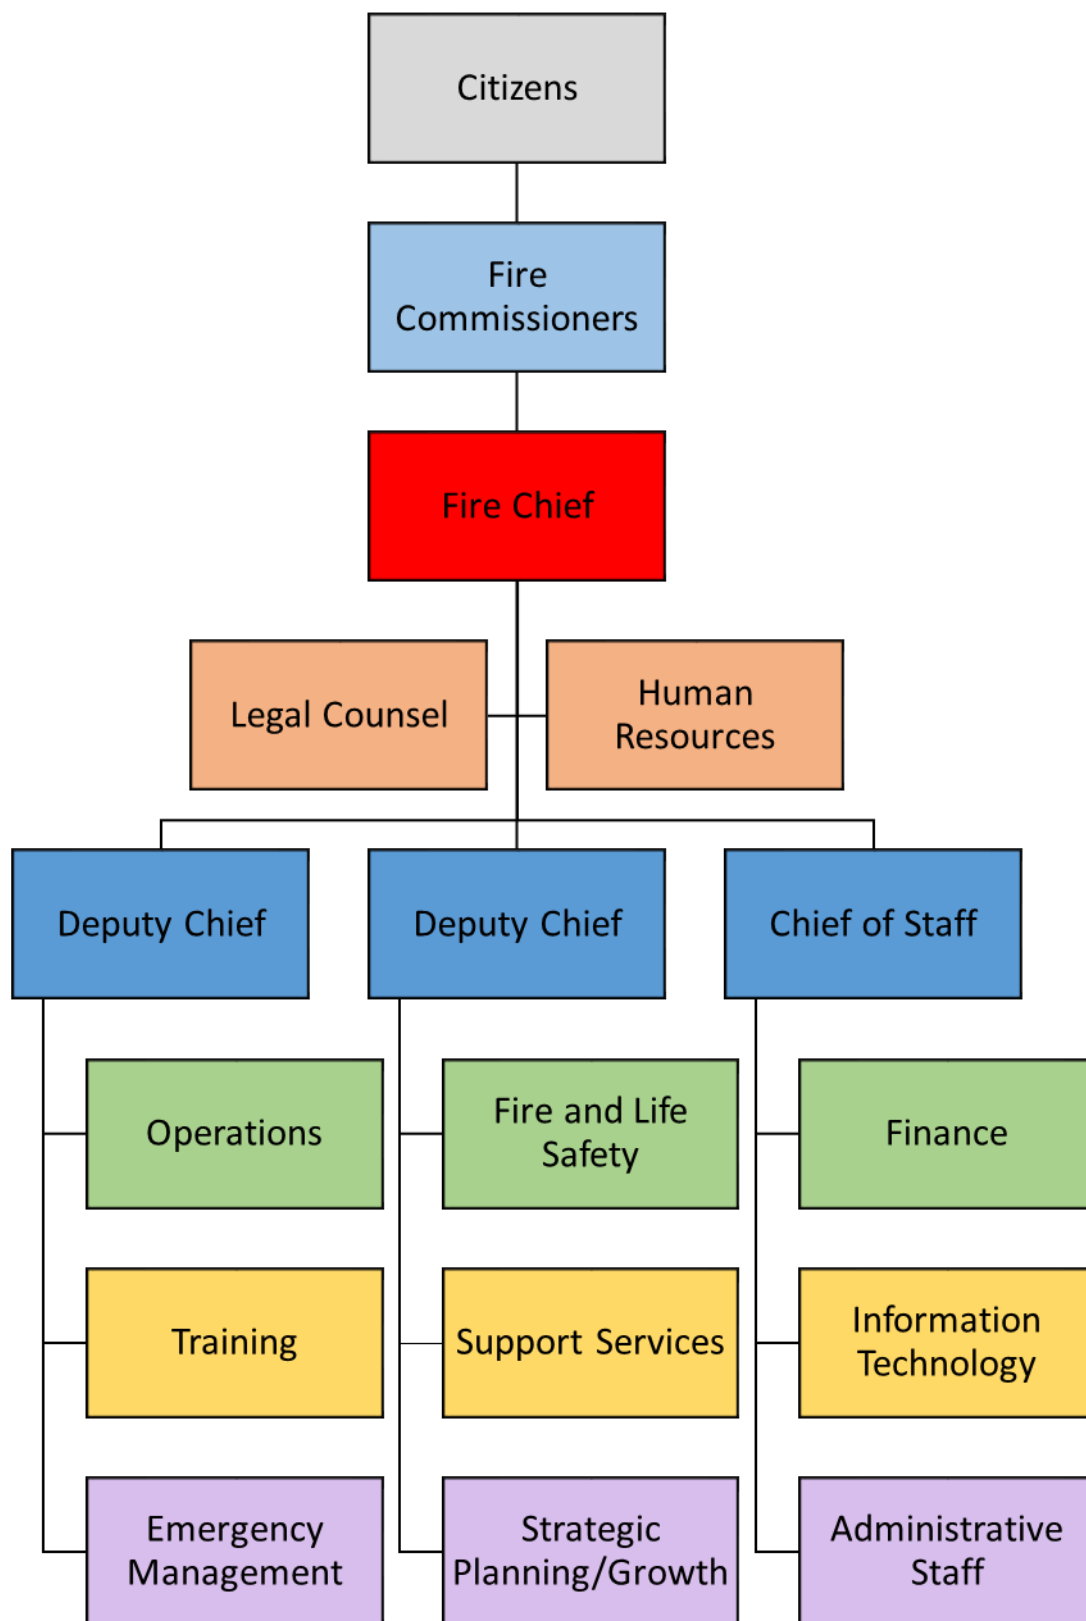 Citizens
Fire
Commissioners
Fire Chief
Legal Counsel
Human
Resources
Deputy Chief
Deputy Chief
Chief of Staff
Operations
Fire and Life
Safety
Finance
Training
Support Services
Information
Technology
Emergency
Management
Strategic
Planning/Growth
Administrative
Staff